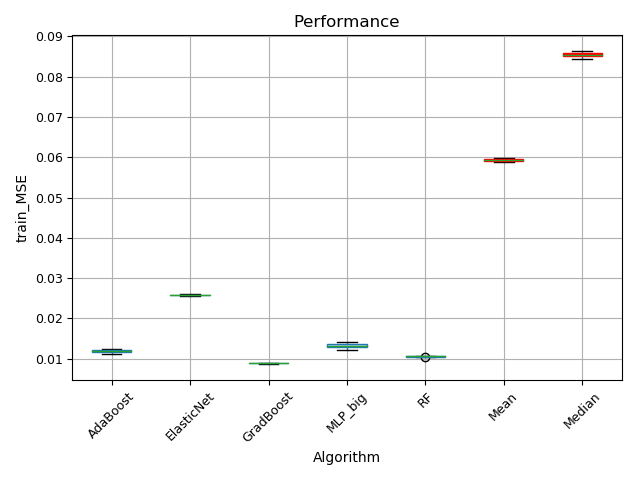 Performance
0.09
0.08
0.07
0.06
0.05
0.04
0.03
0.02
0.01
train_MSE
AdaBoost
ElasticNet
GradBoost
MLP_big
RF
Mean
Median
Algorithm